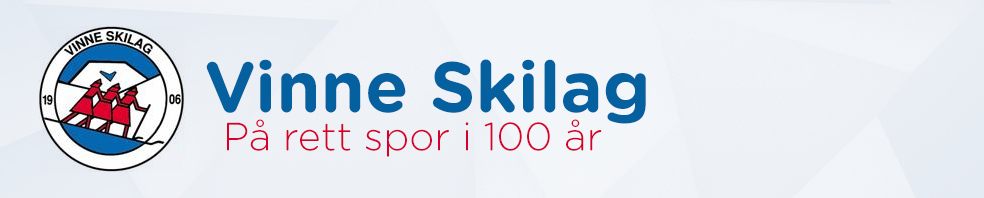 VINNE SKILAG
19 06
Vinne Skilag
På rett spor i 100 år